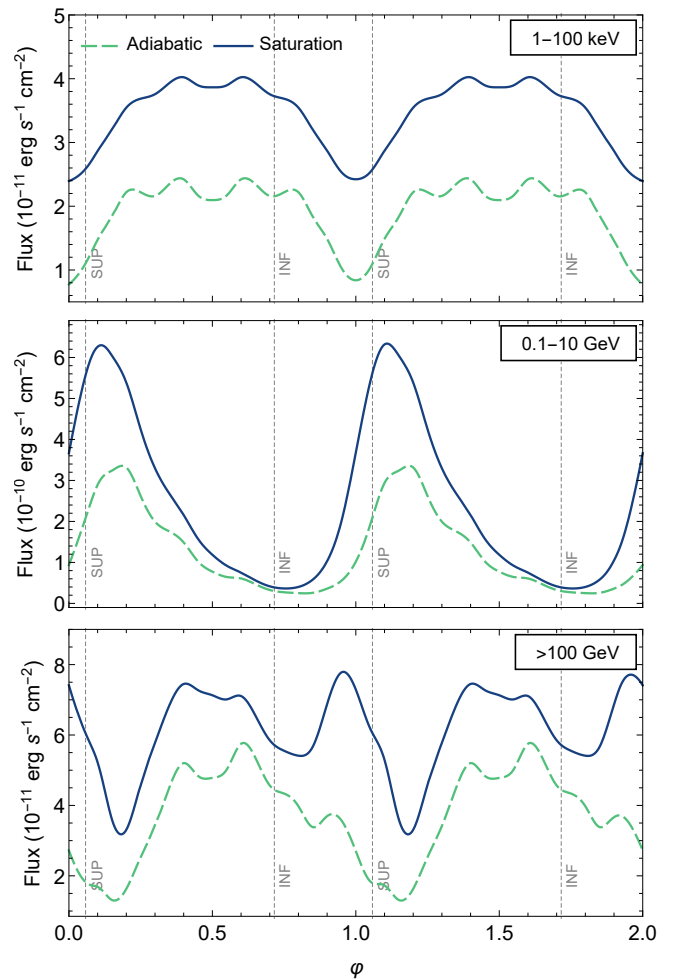 Adiabatic Saturation
1–100 keV
Flux (10⁻¹¹ erg s⁻¹ cm⁻²)
5
4
3
2
1
SUP INF SUP INF
0.1–10 GeV
Flux (10⁻¹⁰ erg s⁻¹ cm⁻²)
6
5
4
3
2
1
0
SUP INF SUP INF
>100 GeV
Flux (10⁻¹¹ erg s⁻¹ cm⁻²)
8
6
4
2
SUP INF SUP INF
0.0 0.5 1.0 1.5 2.0
φ